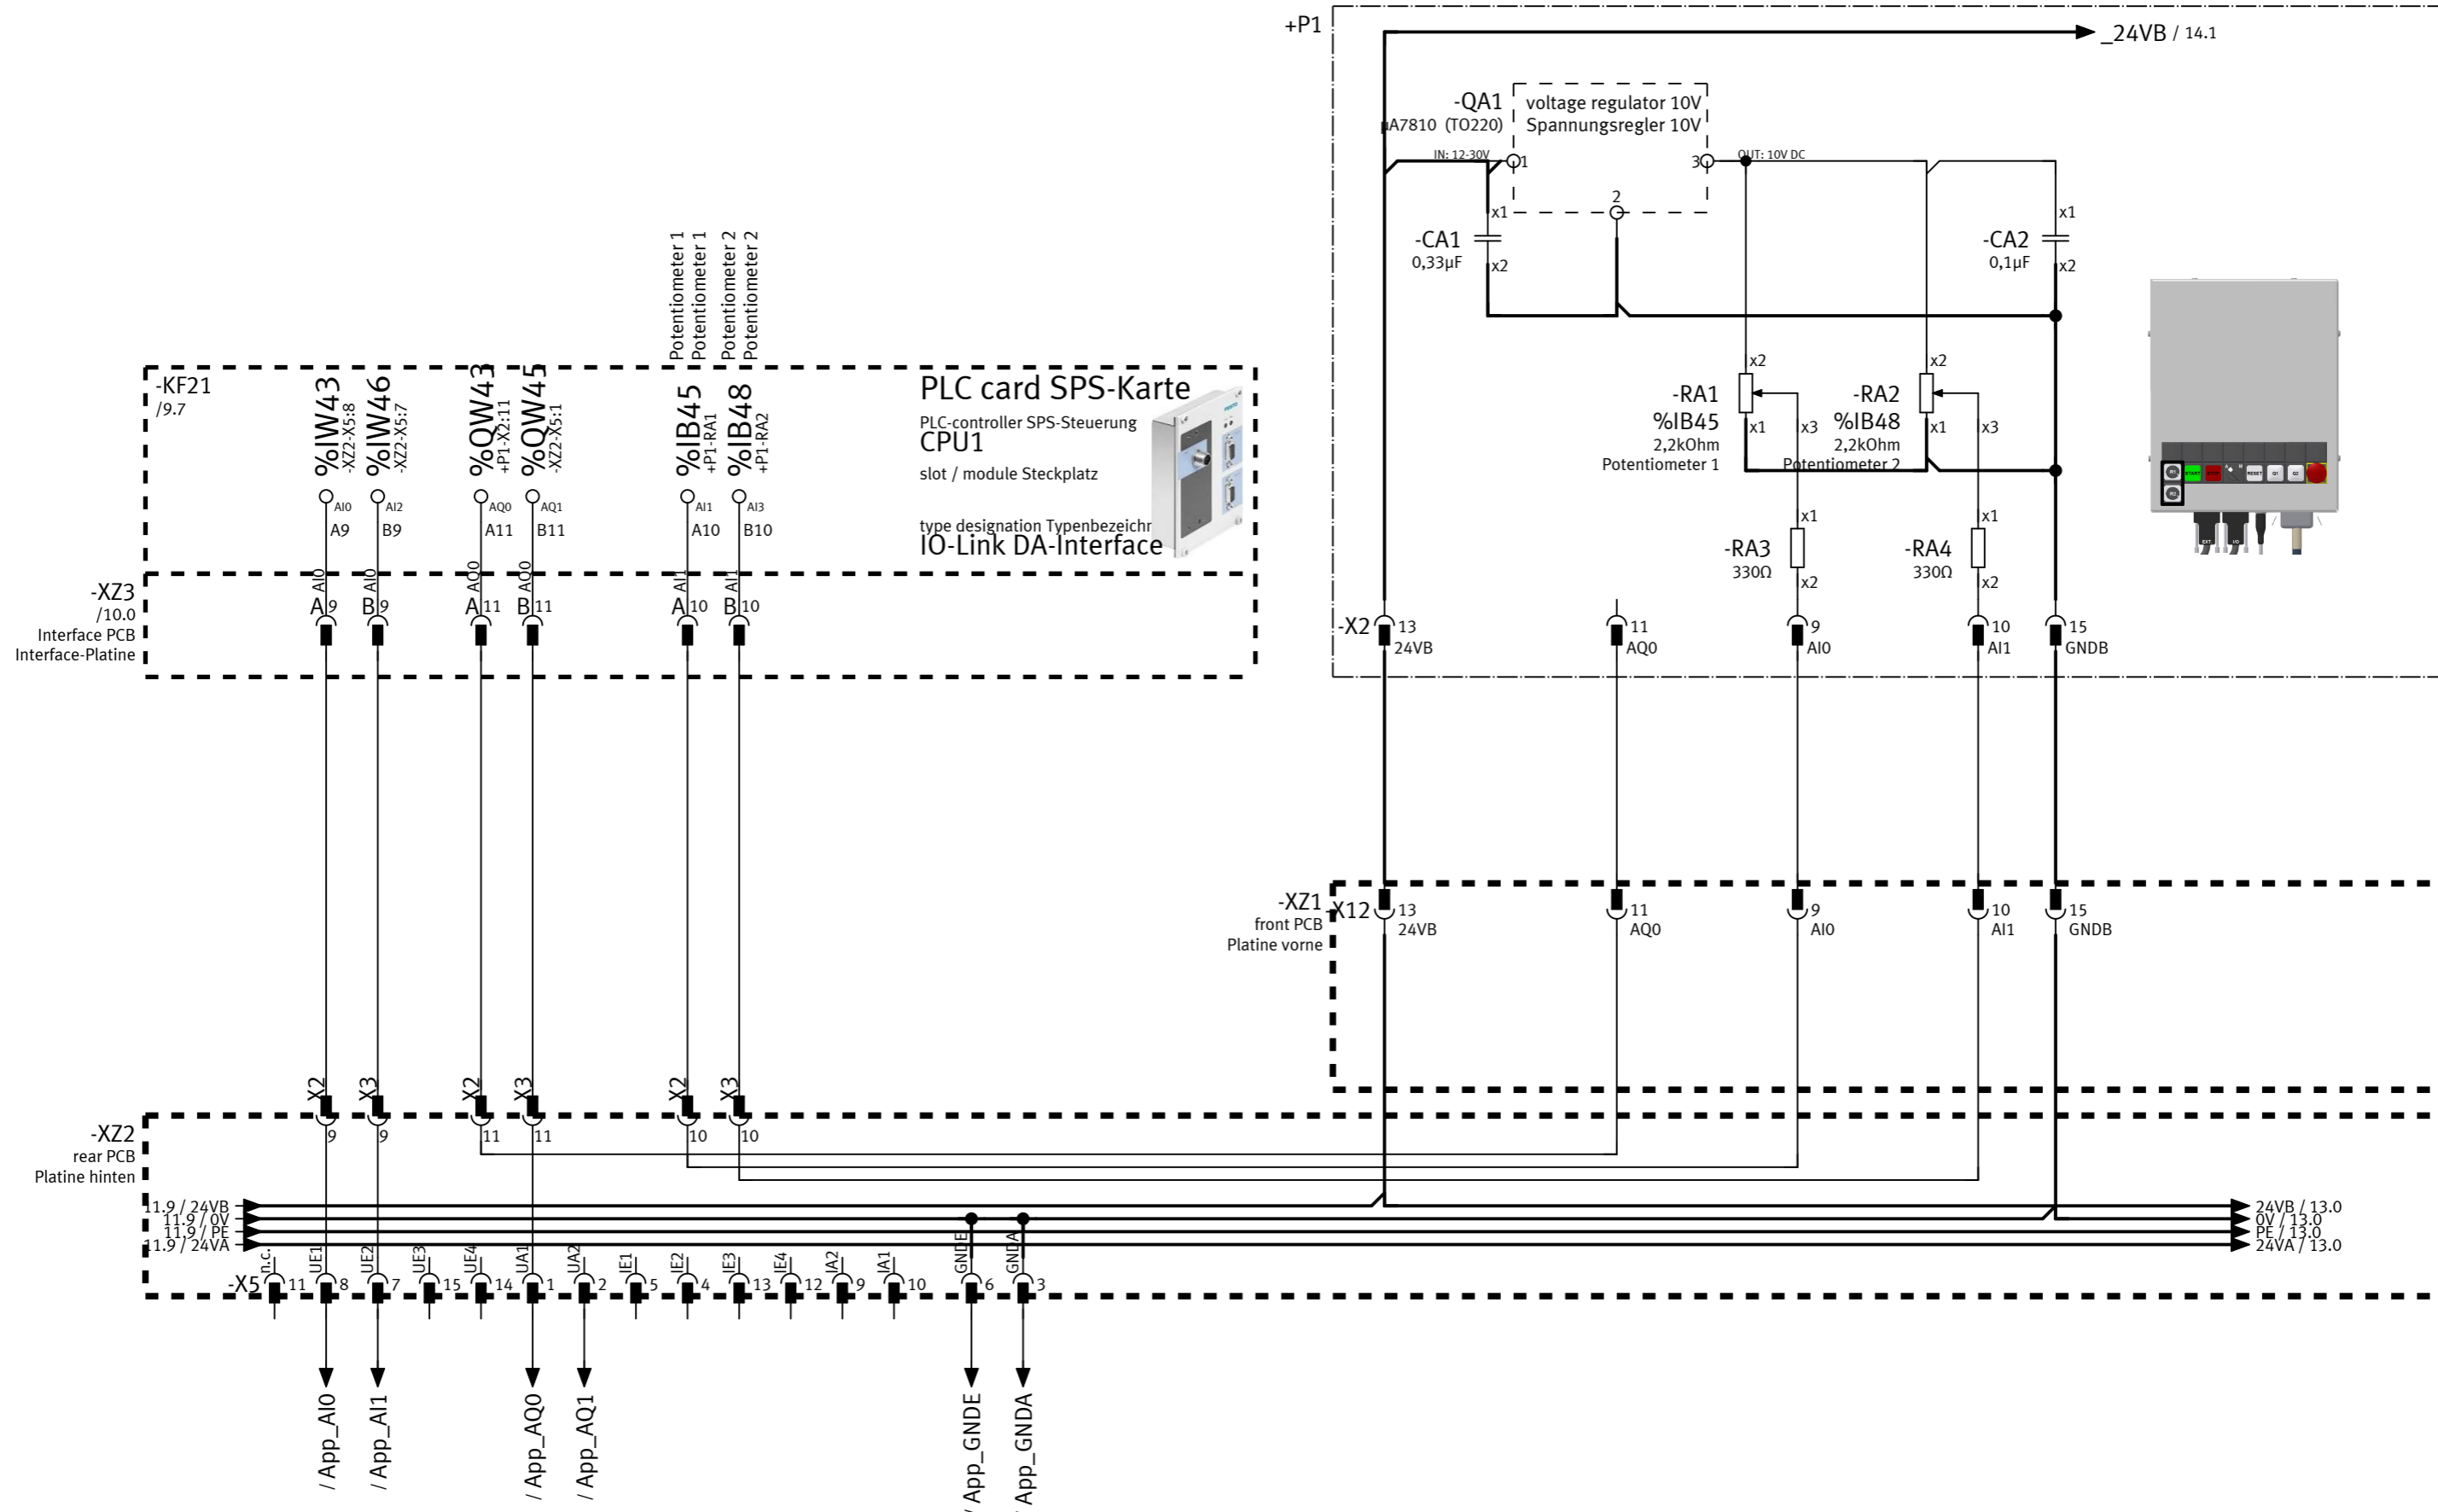 +P1
_24VB / 14.1
-QA1
µA7810 (TO220)
voltage regulator 10V
Spannungsregler 10V
IN: 12-30V
1
3
OUT: 10V DC
2
x1
-CA1
0,33µF
x2
x1
-CA2
0,1µF
x2
Potentiometer 1
Potentiometer 1
Potentiometer 2
Potentiometer 2
-KF21
/9.7
%IW43
-XZ2-X5:8
%IW46
-XZ2-X5:7
%QW43
+P1-X2:11
%QW45
-XZ2-X5:1
%IB45
+P1-RA1
%IB48
+P1-RA2
PLC card SPS-Karte
PLC-controller SPS-Steuerung
CPU1
slot / module Steckplatz
type designation Typenbezeichr
IO-Link DA-Interface
AI0
A9
AI2
B9
AQ0
A11
AQ1
B11
AI1
A10
AI3
B10
x2
-RA1
%IB45
2,2kOhm
Potentiometer 1
x1
x3
x2
-RA2
%IB48
2,2kOhm
Potentiometer 2
x1
x3
START
RESET
x1
-RA3
330Ω
x2
x1
-RA4
330Ω
x2
-XZ3
/10.0
Interface PCB
Interface-Platine
AI0
A 9
AI0
B 9
AQ0
A 11
AQ0
B 11
AI1
A 10
AI1
B 10
-X2
13
24VB
11
AQ0
9
AI0
10
AI1
15
GNDB
-XZ1
front PCB
Platine vorne
-X12
13
24VB
11
AQ0
9
AI0
10
AI1
15
GNDB
X2
X3
X2
X3
X2
X3
-XZ2
rear PCB
Platine hinten
9
9
11
11
10
10
11.9 / 24VB
11.9 / 0V
11.9 / PE
11.9 / 24VA
24VB / 13.0
0V / 13.0
PE / 13.0
24VA / 13.0
-X5
n.c.
11
UE1
8
UE2
7
UE3
15
UE4
14
UA1
1
UA2
2
IE1
5
IE2
4
IE3
13
IE4
12
IA2
9
IA1
10
GNDE
6
GNDA
3
/ App_AI0
/ App_AI1
/ App_AQ0
/ App_AQ1
/ App_GNDE
/ App_GNDA